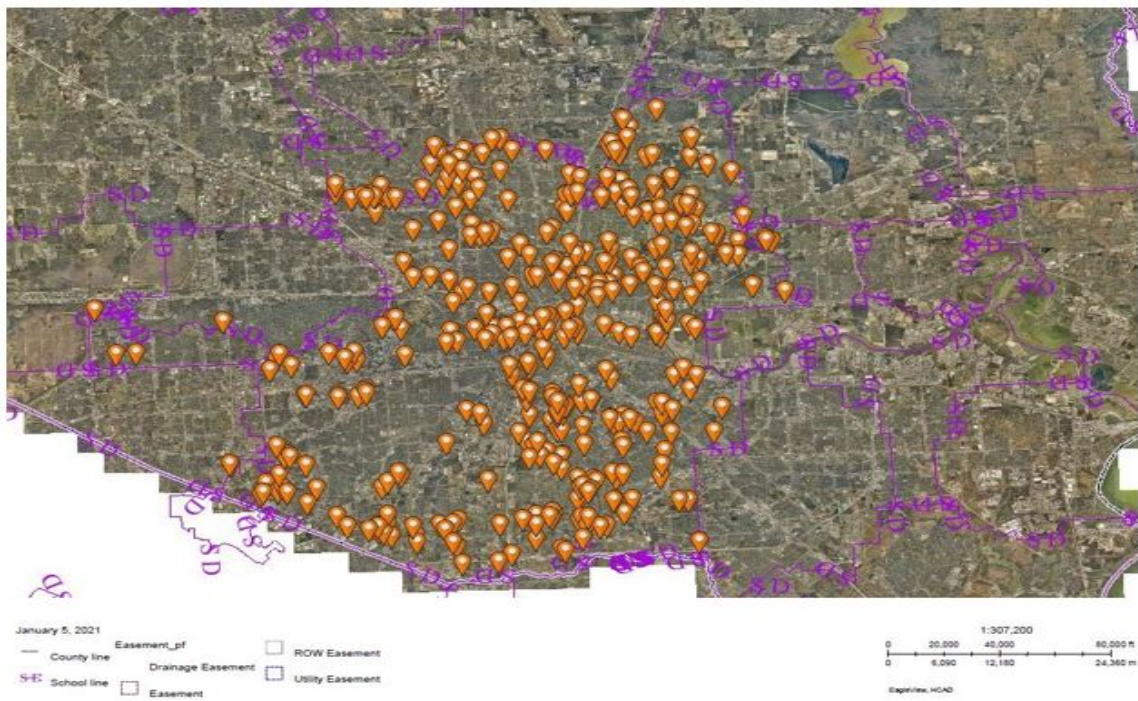 January 5, 2021
County line
School line
Easement_pf
Drainage Easement
Easement
ROW Easement
Utility Easement
1:307,200
0 20,000 40,000 80,000 ft
0 6,090 12,180 24,360 m
EagleView, HCAD